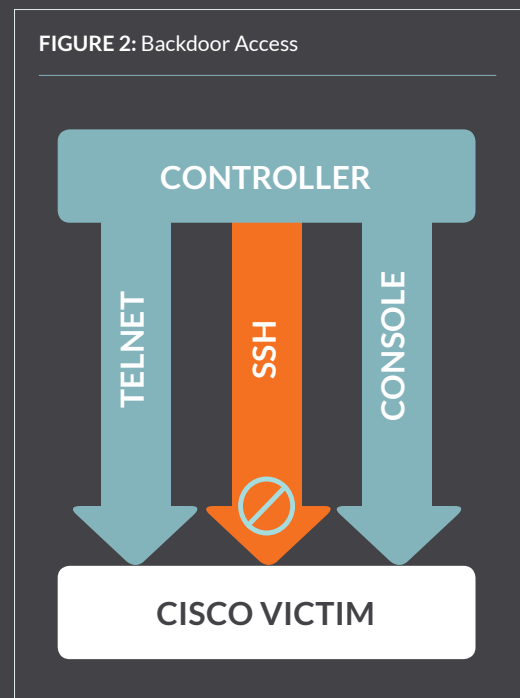 FIGURE 2: Backdoor Access
CONTROLLER
TELNET
SSH
CONSOLE
CISCO VICTIM